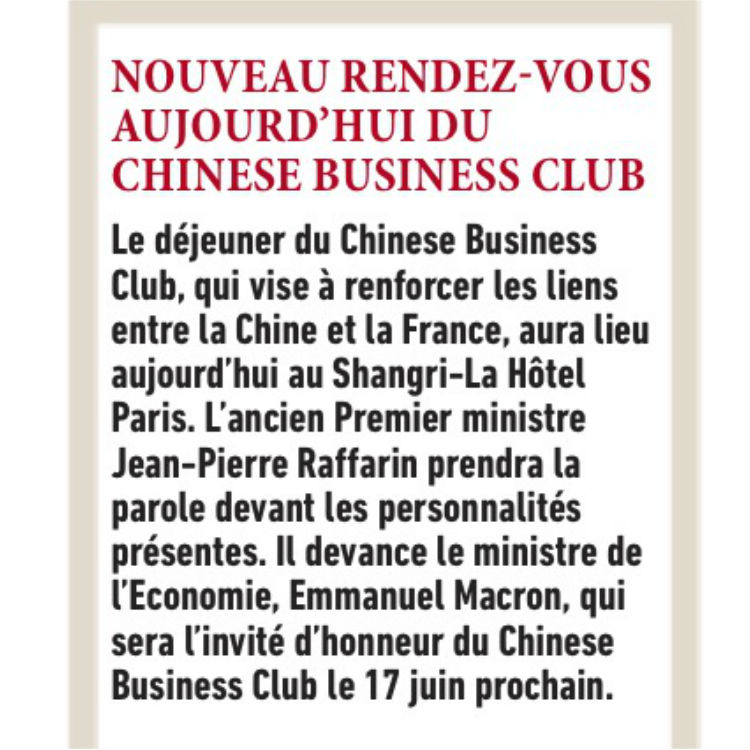 NOUVEAU RENDEZ-VOUS
AUJOURD'HUI DU
CHINESE BUSINESS CLUB
Le déjeuner du Chinese Business
Club, qui vise à renforcer les liens
entre la Chine et la France, aura lieu
aujourd'hui au Shangri-La Hôtel
Paris. L'ancien Premier ministre
Jean-Pierre Raffarin prendra la
parole devant les personnalités
présentes. Il devance le ministre de
l'Economie, Emmanuel Macron, qui
sera l'invité d'honneur du Chinese
Business Club le 17 juin prochain.